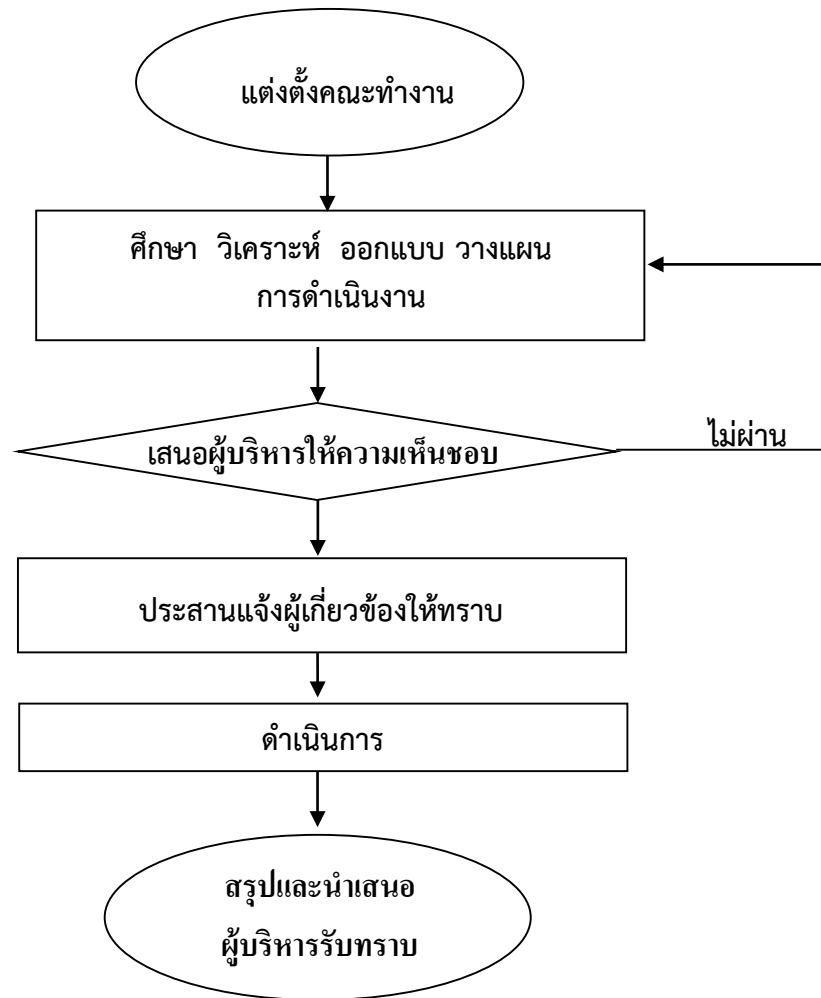 แต่งตั้งคณะทำงาน
ศึกษา วิเคราะห์ ออกแบบ วางแผน
การดำเนินงาน
เสนอผู้บริหารให้ความเห็นชอบ
ไม่ผ่าน
ประสานแจ้งผู้เกี่ยวข้องให้ทราบ
ดำเนินการ
สรุปและนำเสนอ
ผู้บริหารรับทราบ